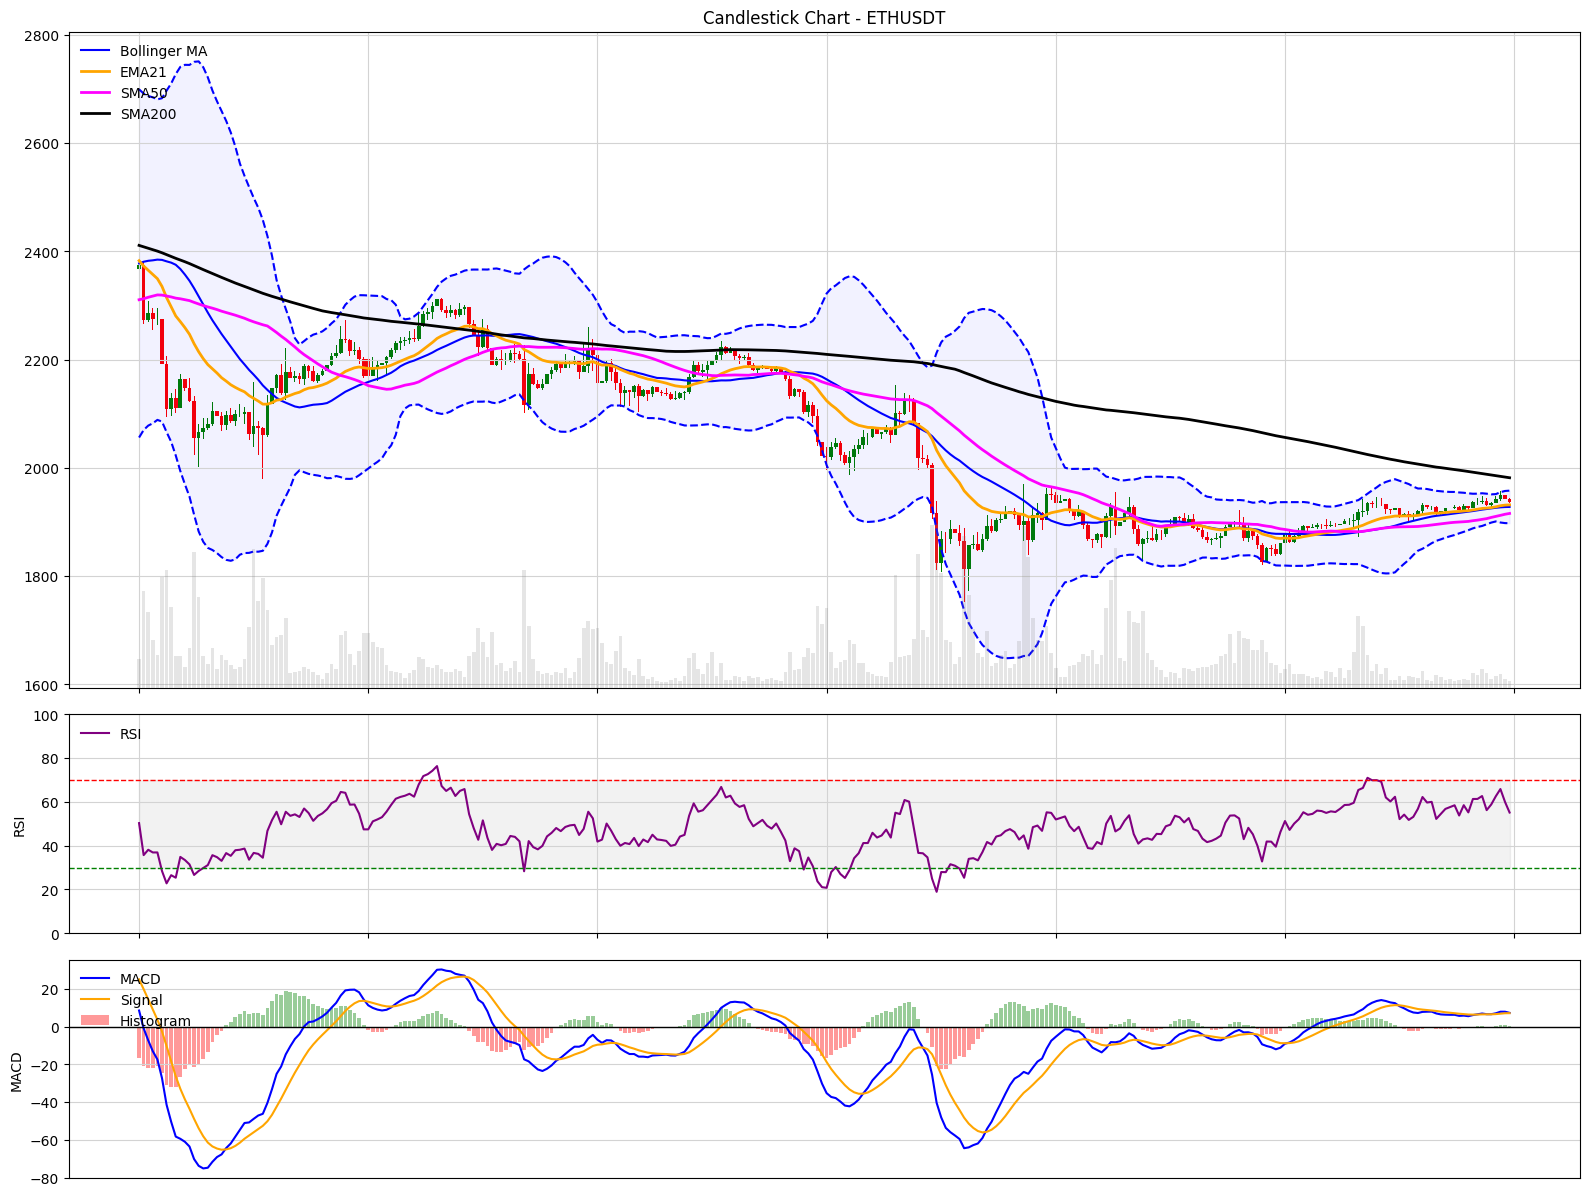 Candlestick Chart - ETHUSDT
2800
2600
2400
2200
2000
1800
1600
Bollinger MA
EMA21
SMA50
SMA200
100
80
60
40
20
0
RSI
RSI
20
0
−20
−40
−60
−80
MACD
MACD
Signal
Histogram